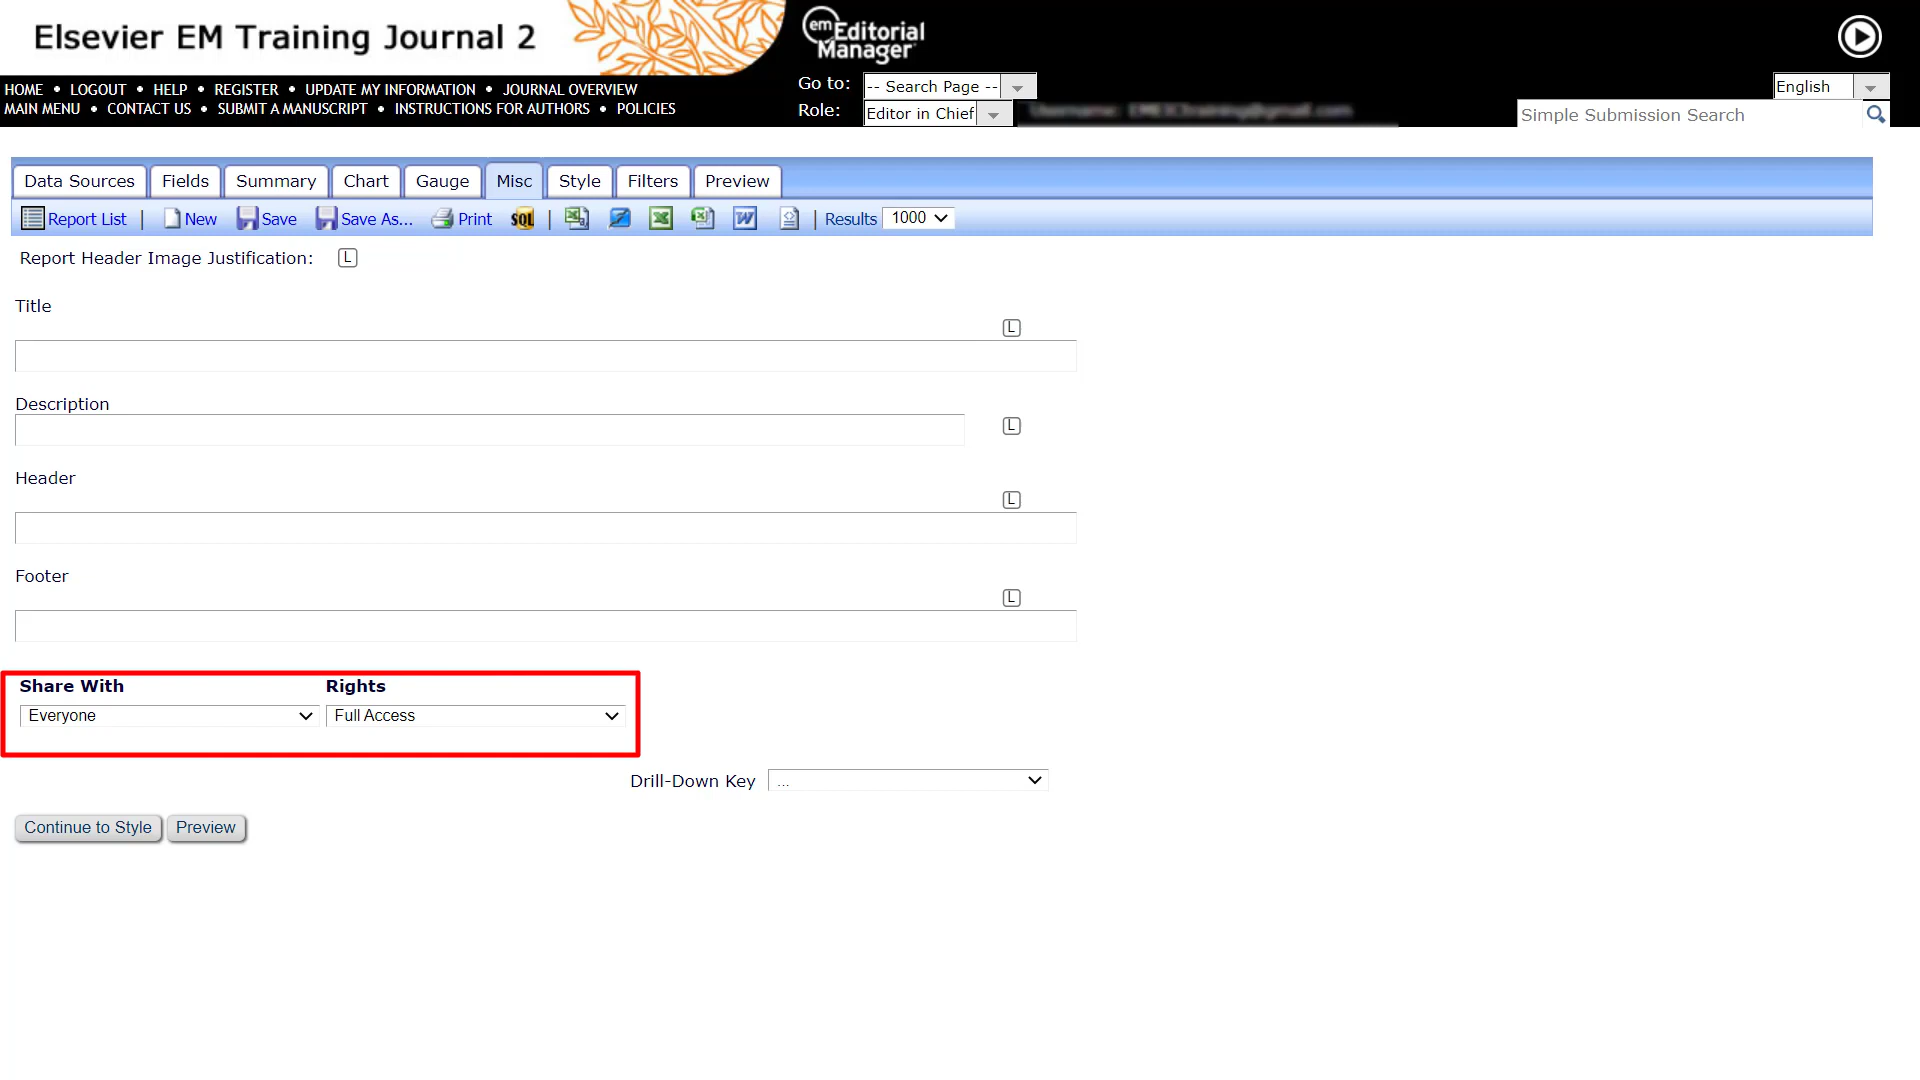 Elsevier EM Training Journal 2
em Editorial Manager®
HOME • LOGOUT • HELP • REGISTER • UPDATE MY INFORMATION • JOURNAL OVERVIEW
MAIN MENU • CONTACT US • SUBMIT A MANUSCRIPT • INSTRUCTIONS FOR AUTHORS • POLICIES
Go to: -- Search Page --
Role: Editor in Chief
English
Simple Submission Search
Data Sources Fields Summary Chart Gauge Misc Style Filters Preview
Report List | New Save Save As... Print SQL | | Results 1000
Report Header Image Justification: L
Title
L
Description
L
Header
L
Footer
L
Share With Rights
Everyone Full Access
Drill-Down Key ...
Continue to Style Preview